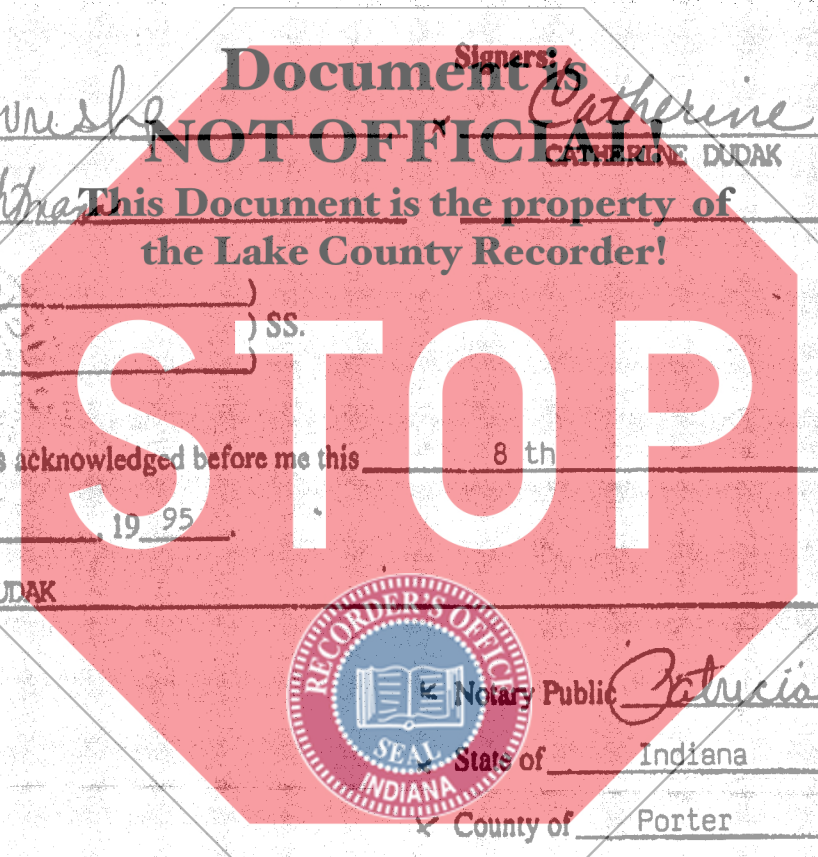 Document is
Signers:
Catherine
NOT OFFICIAL!
CATHERINE DUDAK
This Document is the property of
the Lake County Recorder!
)
) SS.
)
STOP
acknowledged before me this 8 th
, 19 95 .
DAK
RECORDER'S OFFICE
SEAL
INDIANA
Notary Public Patricia
State of Indiana
County of Porter